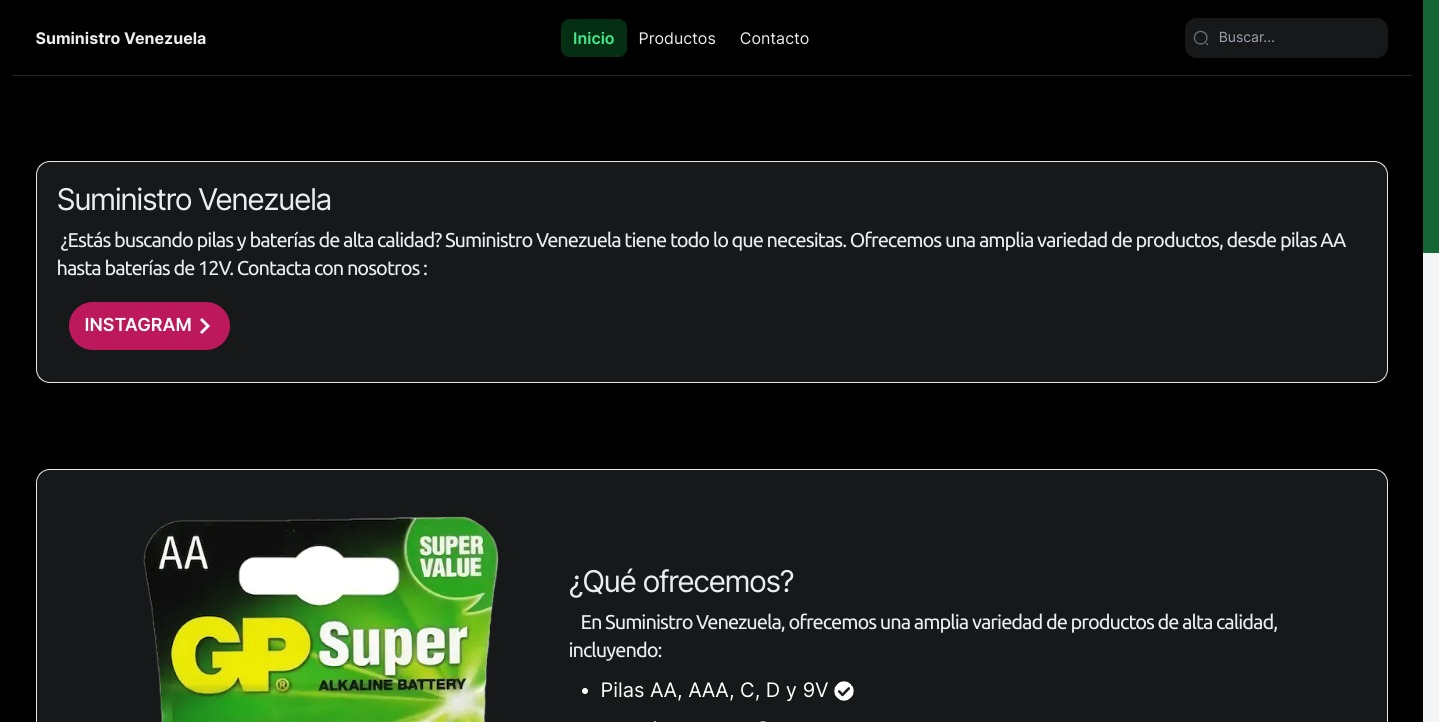 Suministro Venezuela
Inicio
Productos
Contacto
Buscar...
Suministro Venezuela
¿Estás buscando pilas y baterías de alta calidad? Suministro Venezuela tiene todo lo que necesitas. Ofrecemos una amplia variedad de productos, desde pilas AA
hasta baterías de 12V. Contacta con nosotros :
INSTAGRAM
AA
SUPER
VALUE
GP Super
®
ALKALINE BATTERY
¿Qué ofrecemos?
En Suministro Venezuela, ofrecemos una amplia variedad de productos de alta calidad,
incluyendo:
• Pilas AA, AAA, C, D y 9V